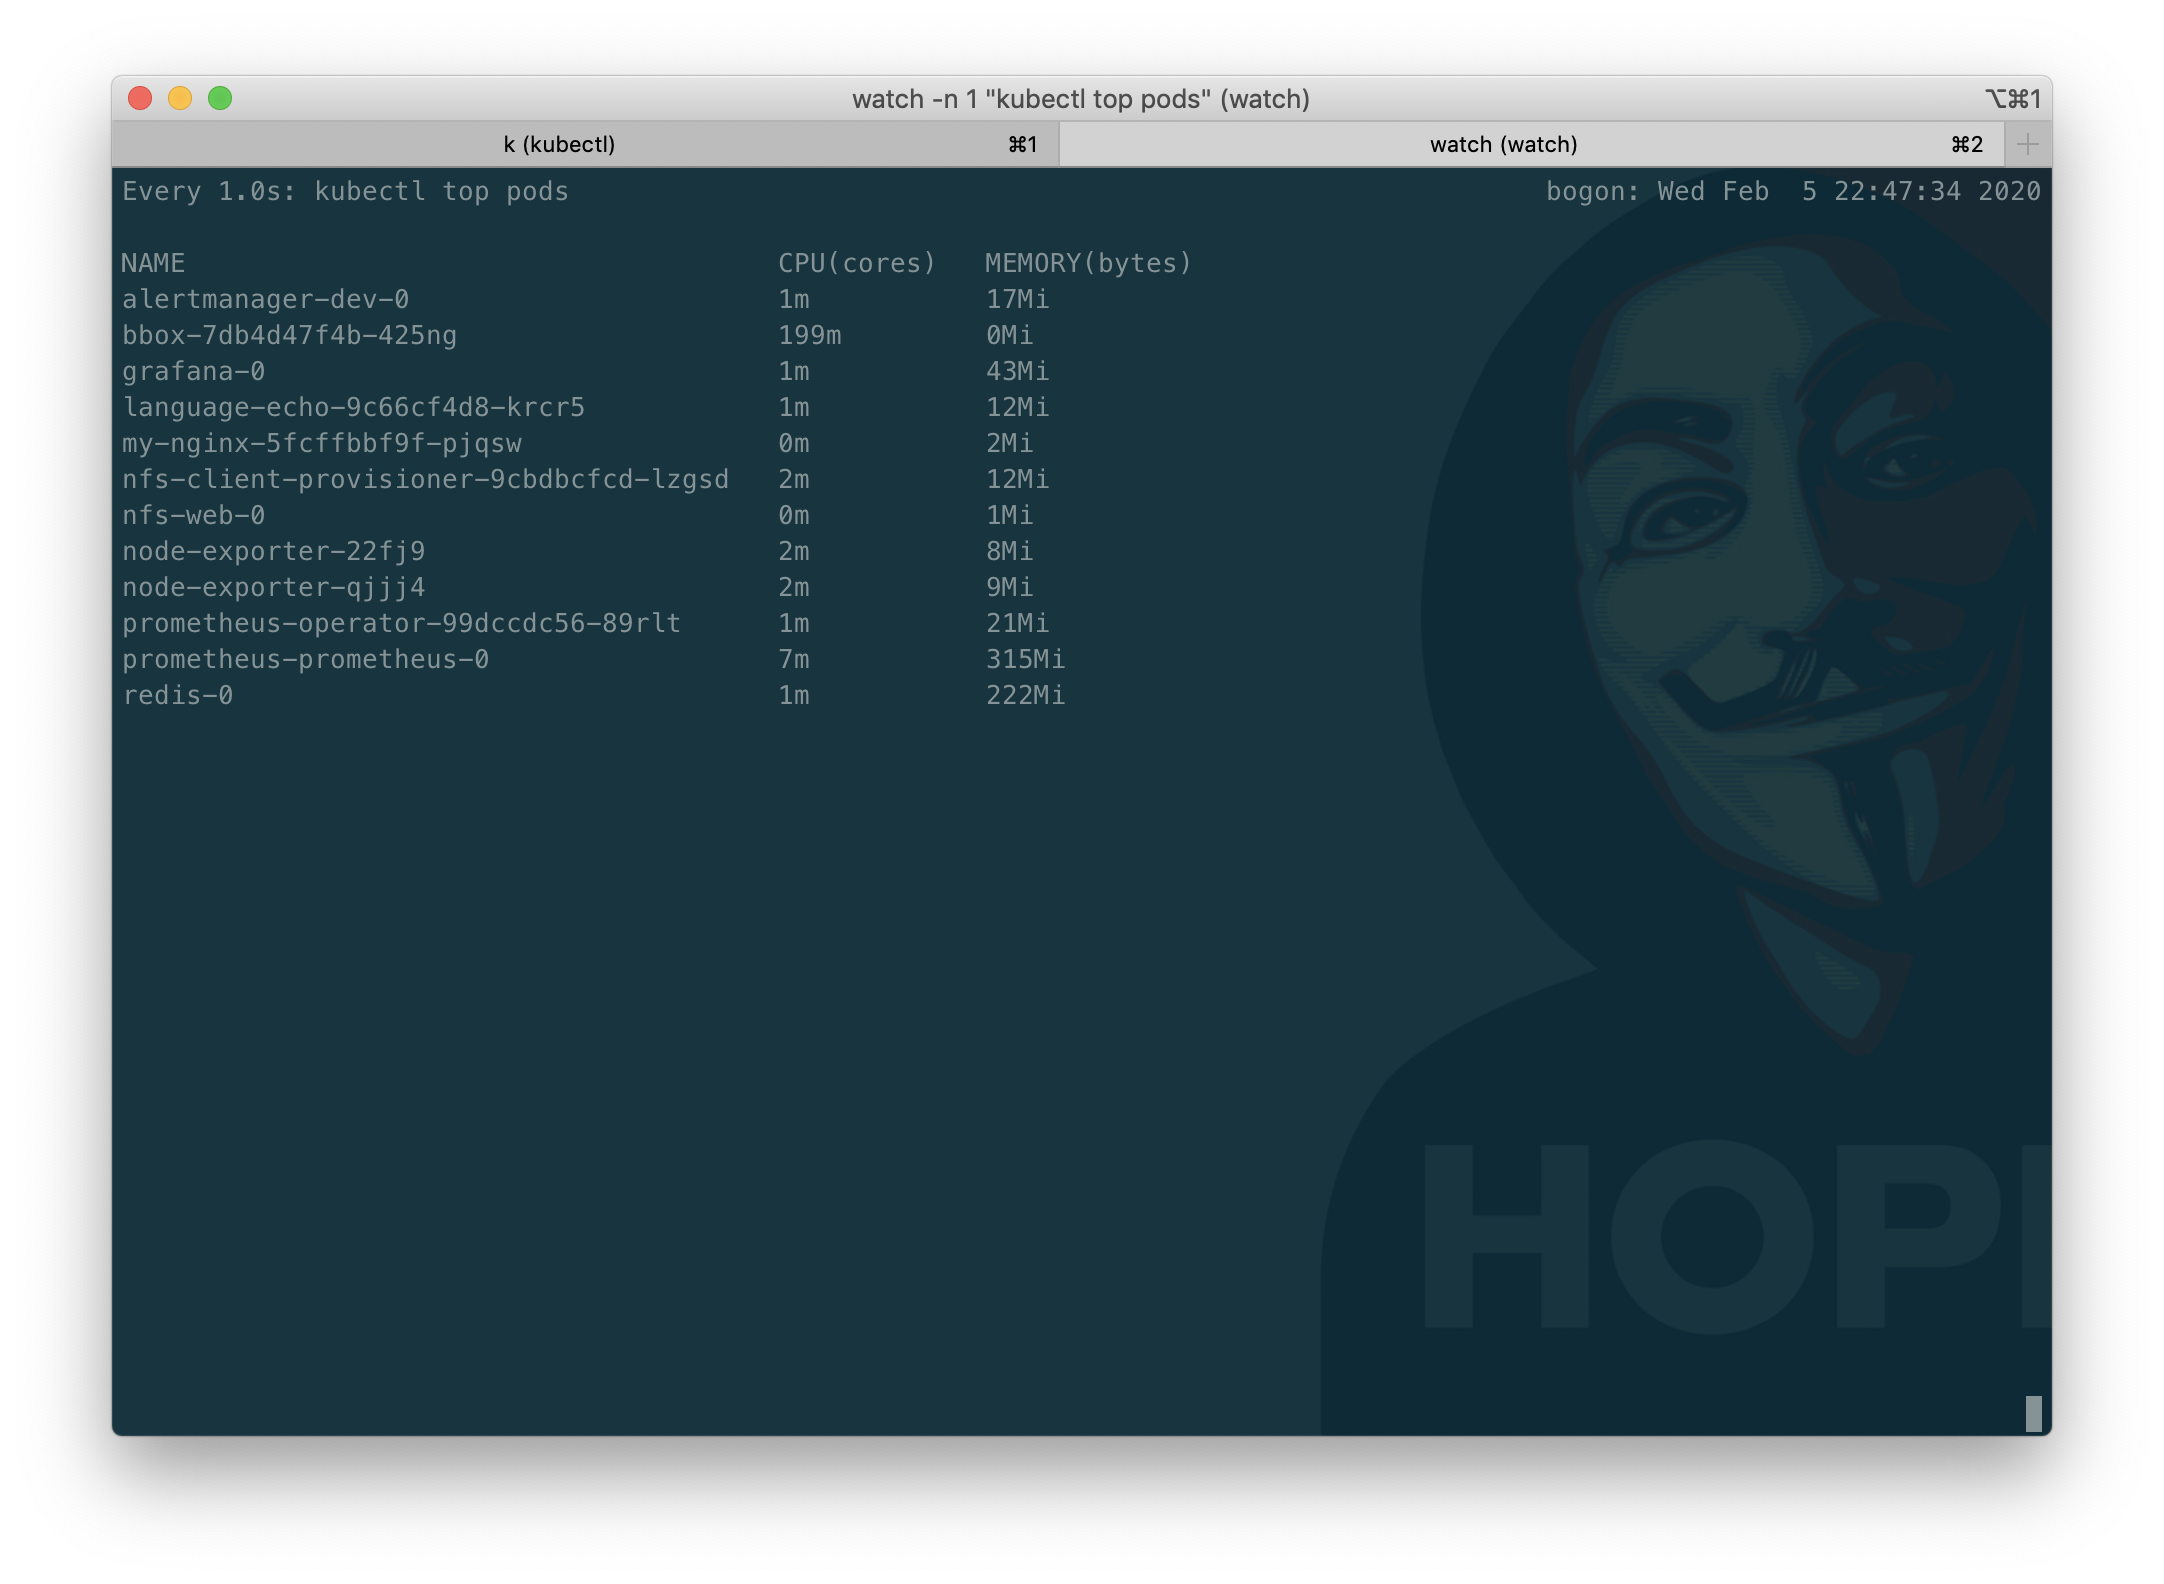 watch -n 1 "kubectl top pods" (watch) ⌥⌘1
k (kubectl) ⌘1 watch (watch) ⌘2
Every 1.0s: kubectl top pods bogon: Wed Feb  5 22:47:34 2020
NAME CPU(cores) MEMORY(bytes)
alertmanager-dev-0 1m 17Mi
bbox-7db4d47f4b-425ng 199m 0Mi
grafana-0 1m 43Mi
language-echo-9c66cf4d8-krcr5 1m 12Mi
my-nginx-5fcffbbf9f-pjqsw 0m 2Mi
nfs-client-provisioner-9cbdbcfcd-lzgsd 2m 12Mi
nfs-web-0 0m 1Mi
node-exporter-22fj9 2m 8Mi
node-exporter-qjjj4 2m 9Mi
prometheus-operator-99dccdc56-89rlt 1m 21Mi
prometheus-prometheus-0 7m 315Mi
redis-0 1m 222Mi
HOP